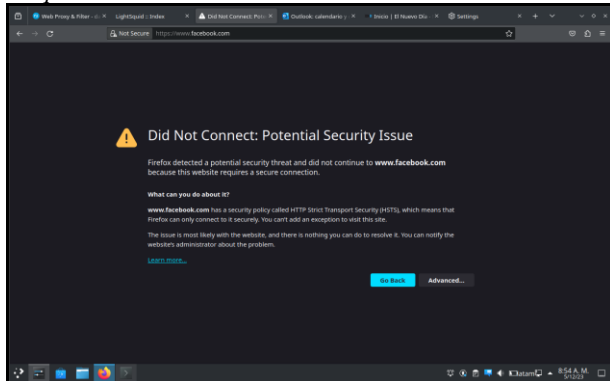 Web Proxy & Filter - d
LightSquid :: Index
Did Not Connect: Poten
Outlook: calendario y
Inicio | El Nuevo Día
Settings
Not Secure https://www.facebook.com
Did Not Connect: Potential Security Issue
Firefox detected a potential security threat and did not continue to www.facebook.com
because this website requires a secure connection.
What can you do about it?
www.facebook.com has a security policy called HTTP Strict Transport Security (HSTS), which means that
Firefox can only connect to it securely. You can't add an exception to visit this site.
The issue is most likely with the website, and there is nothing you can do to resolve it. You can notify the
website's administrator about the problem.
Learn more...
Go Back
Advanced...
8:54 A. M.
5/12/23